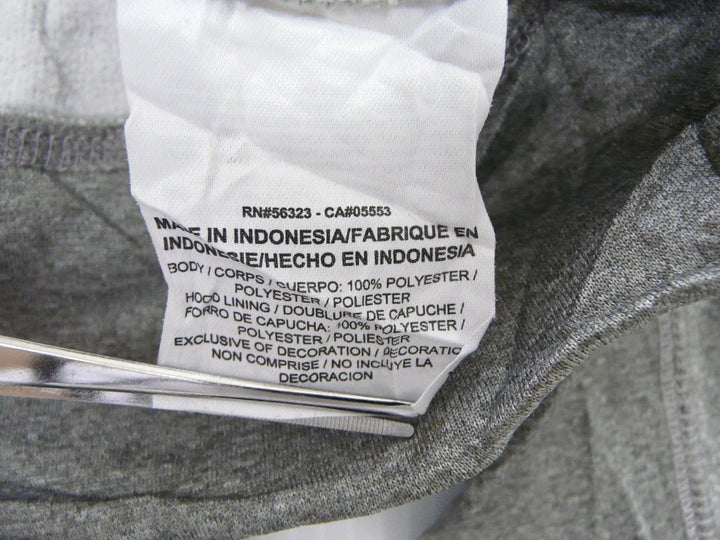 RN#56323 - CA#05553
MADE IN INDONESIA/FABRIQUE EN
INDONESIE/HECHO EN INDONESIA
BODY / CORPS / CUERPO: 100% POLYESTER /
POLYESTER / POLIESTER
HOOD LINING / DOUBLURE DE CAPUCHE /
FORRO DE CAPUCHA: 100% POLYESTER /
POLYESTER / POLIESTER
EXCLUSIVE OF DECORATION / DECORATION
NON COMPRISE / NO INCLUYE LA
DECORACION